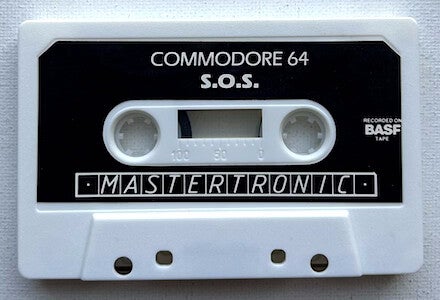 COMMODORE 64
S.O.S.
RECORDED ON
BASF
TAPE
100 50 0
·MASTERTRONIC·